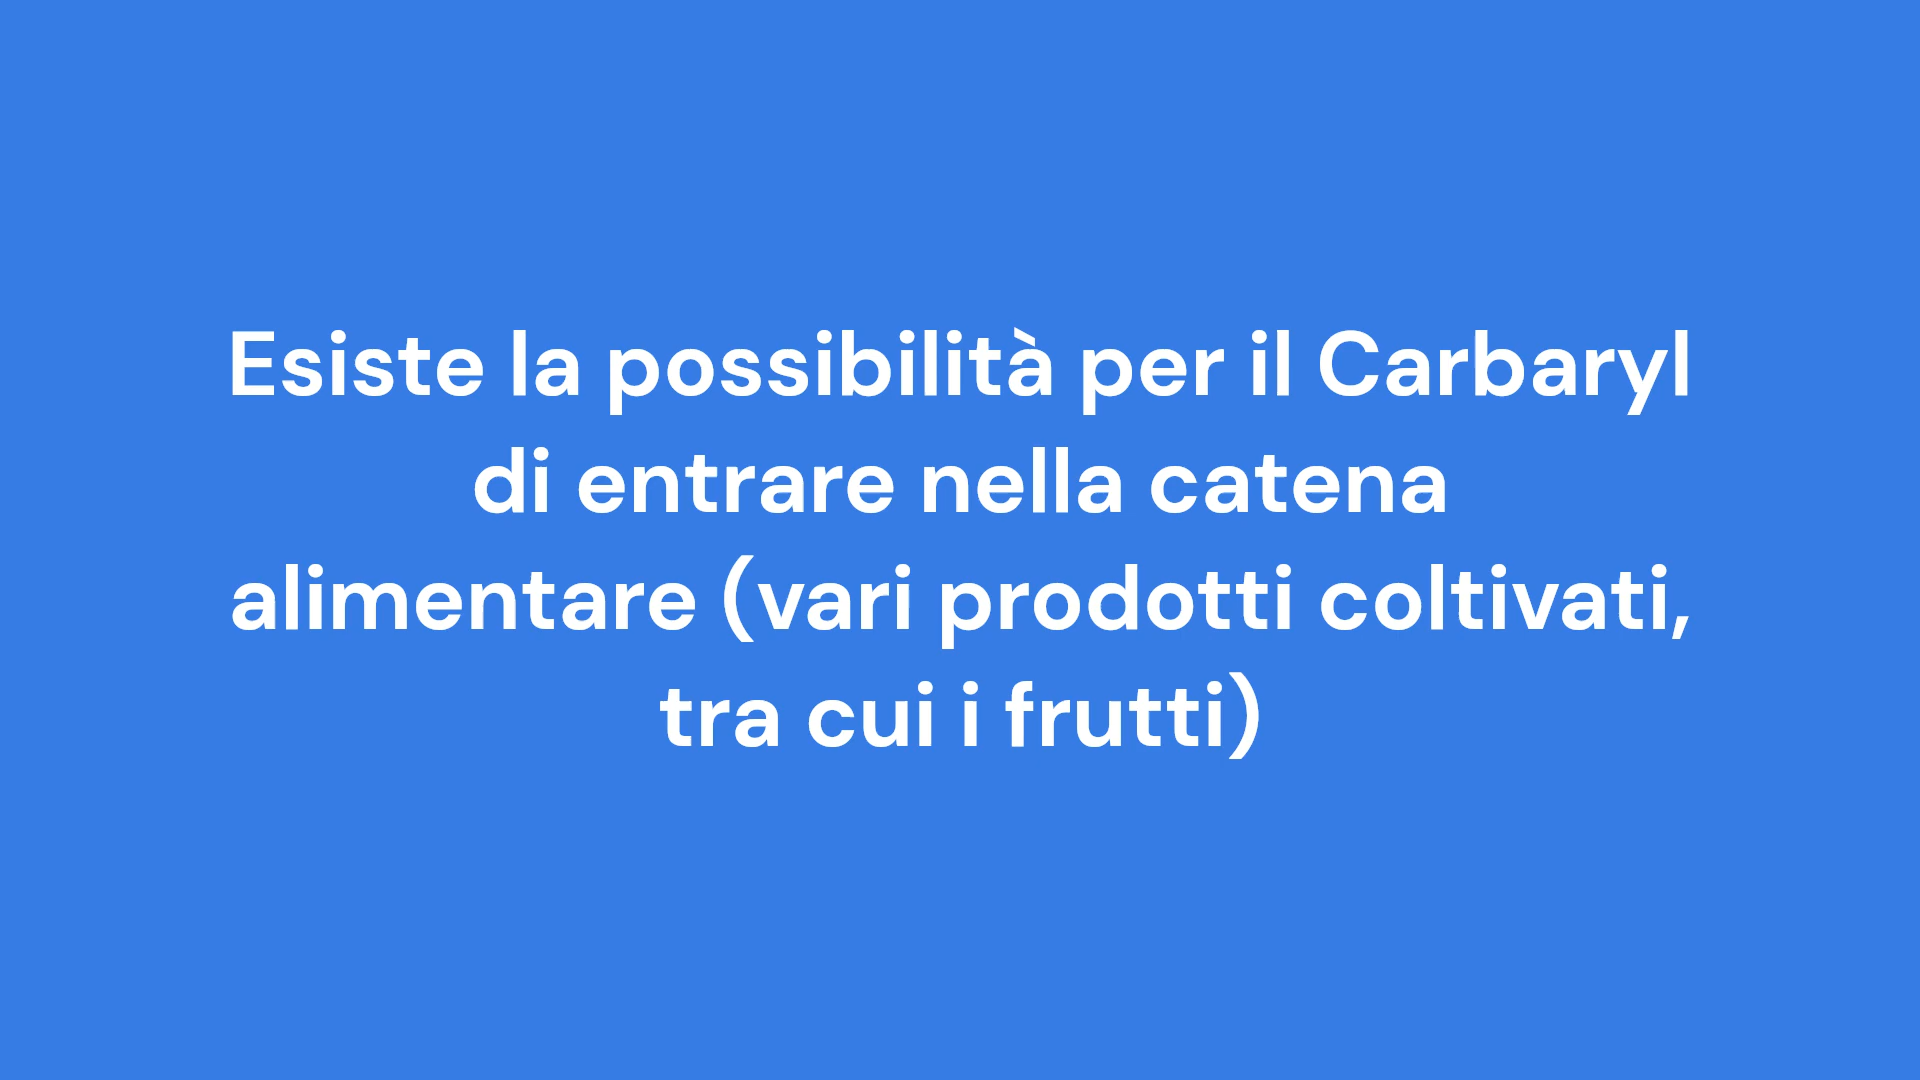 Esiste la possibilità per il Carbaryl
di entrare nella catena
alimentare (vari prodotti coltivati,
tra cui i frutti)